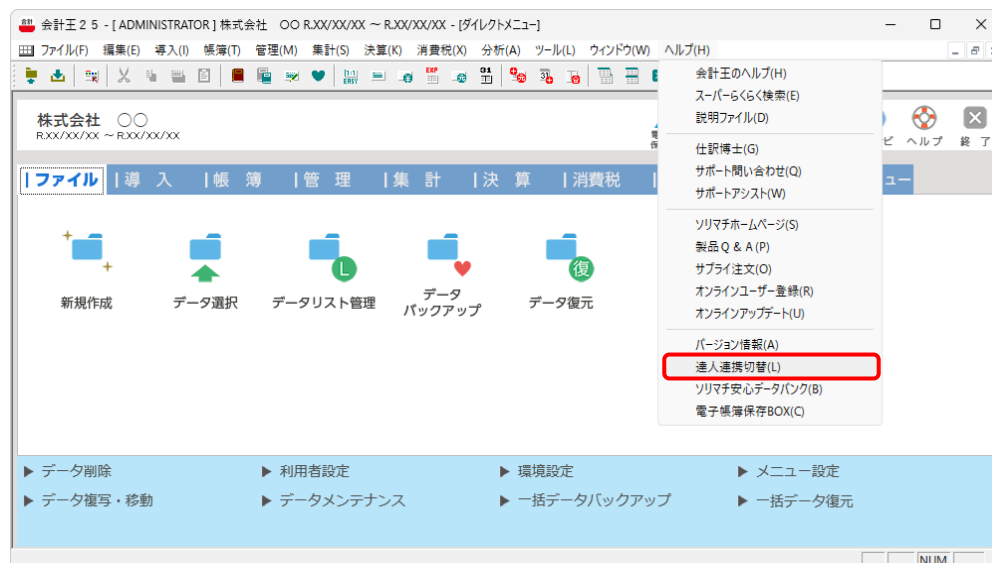 会計王25 - [ ADMINISTRATOR ] 株式会社 〇〇 R.XX/XX/XX ～ R.XX/XX/XX - [ダイレクトメニュー]
ファイル(F) 編集(E) 導入(I) 帳簿(T) 管理(M) 集計(S) 決算(K) 消費税(X) 分析(A) ツール(L) ウィンドウ(W) ヘルプ(H)
株式会社 〇〇
R.XX/XX/XX ～ R.XX/XX/XX
ビ ヘルプ 終 了
ファイル 導 入 帳 簿 管 理 集 計 決 算 消費税 ュー
新規作成
データ選択
データリスト管理
データ
バックアップ
復
データ復元
会計王のヘルプ(H)
スーパーらくらく検索(E)
説明ファイル(D)
仕訳博士(G)
サポート問い合わせ(Q)
サポートアシスト(W)
ソリマチホームページ(S)
製品Q & A(P)
サプライ注文(O)
オンラインユーザー登録(R)
オンラインアップデート(U)
バージョン情報(A)
達人連携切替(L)
ソリマチ安心データバンク(B)
電子帳簿保存BOX(C)
データ削除 利用者設定 環境設定 メニュー設定
データ複写・移動 データメンテナンス 一括データバックアップ 一括データ復元
NUM